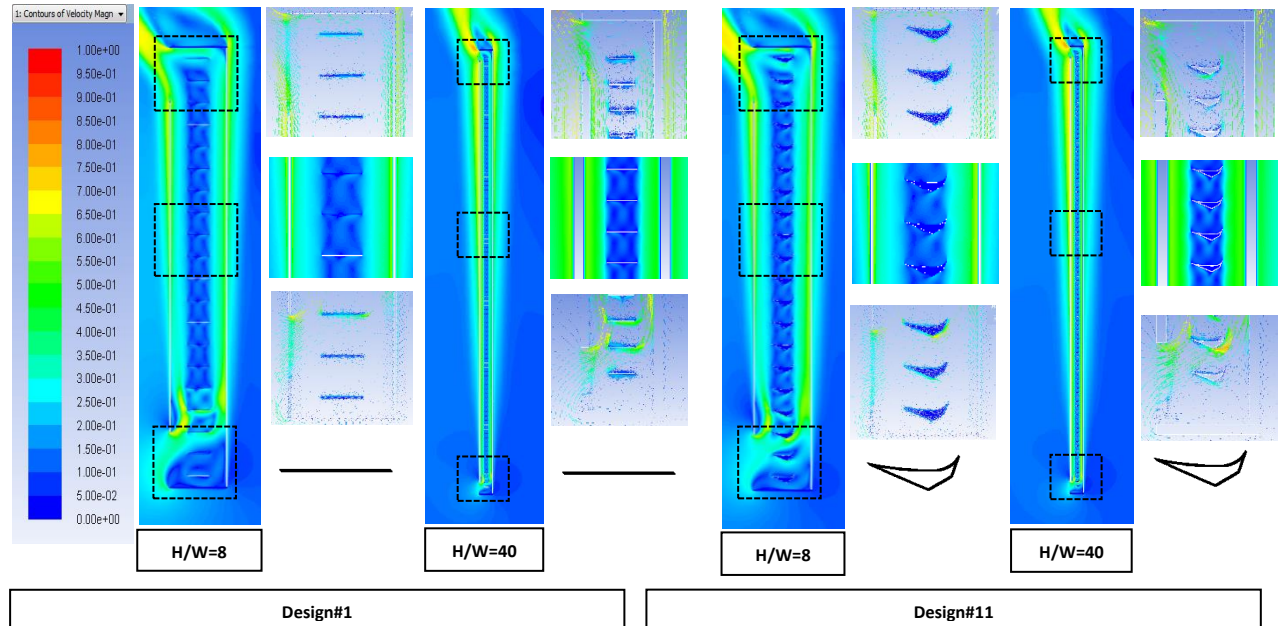 1: Contours of Velocity Magn
1.00e+00
9.50e-01
9.00e-01
8.50e-01
8.00e-01
7.50e-01
7.00e-01
6.50e-01
6.00e-01
5.50e-01
5.00e-01
4.50e-01
4.00e-01
3.50e-01
3.00e-01
2.50e-01
2.00e-01
1.50e-01
1.00e-01
5.00e-02
0.00e+00
H/W=8
H/W=40
H/W=8
H/W=40
Design#1
Design#11